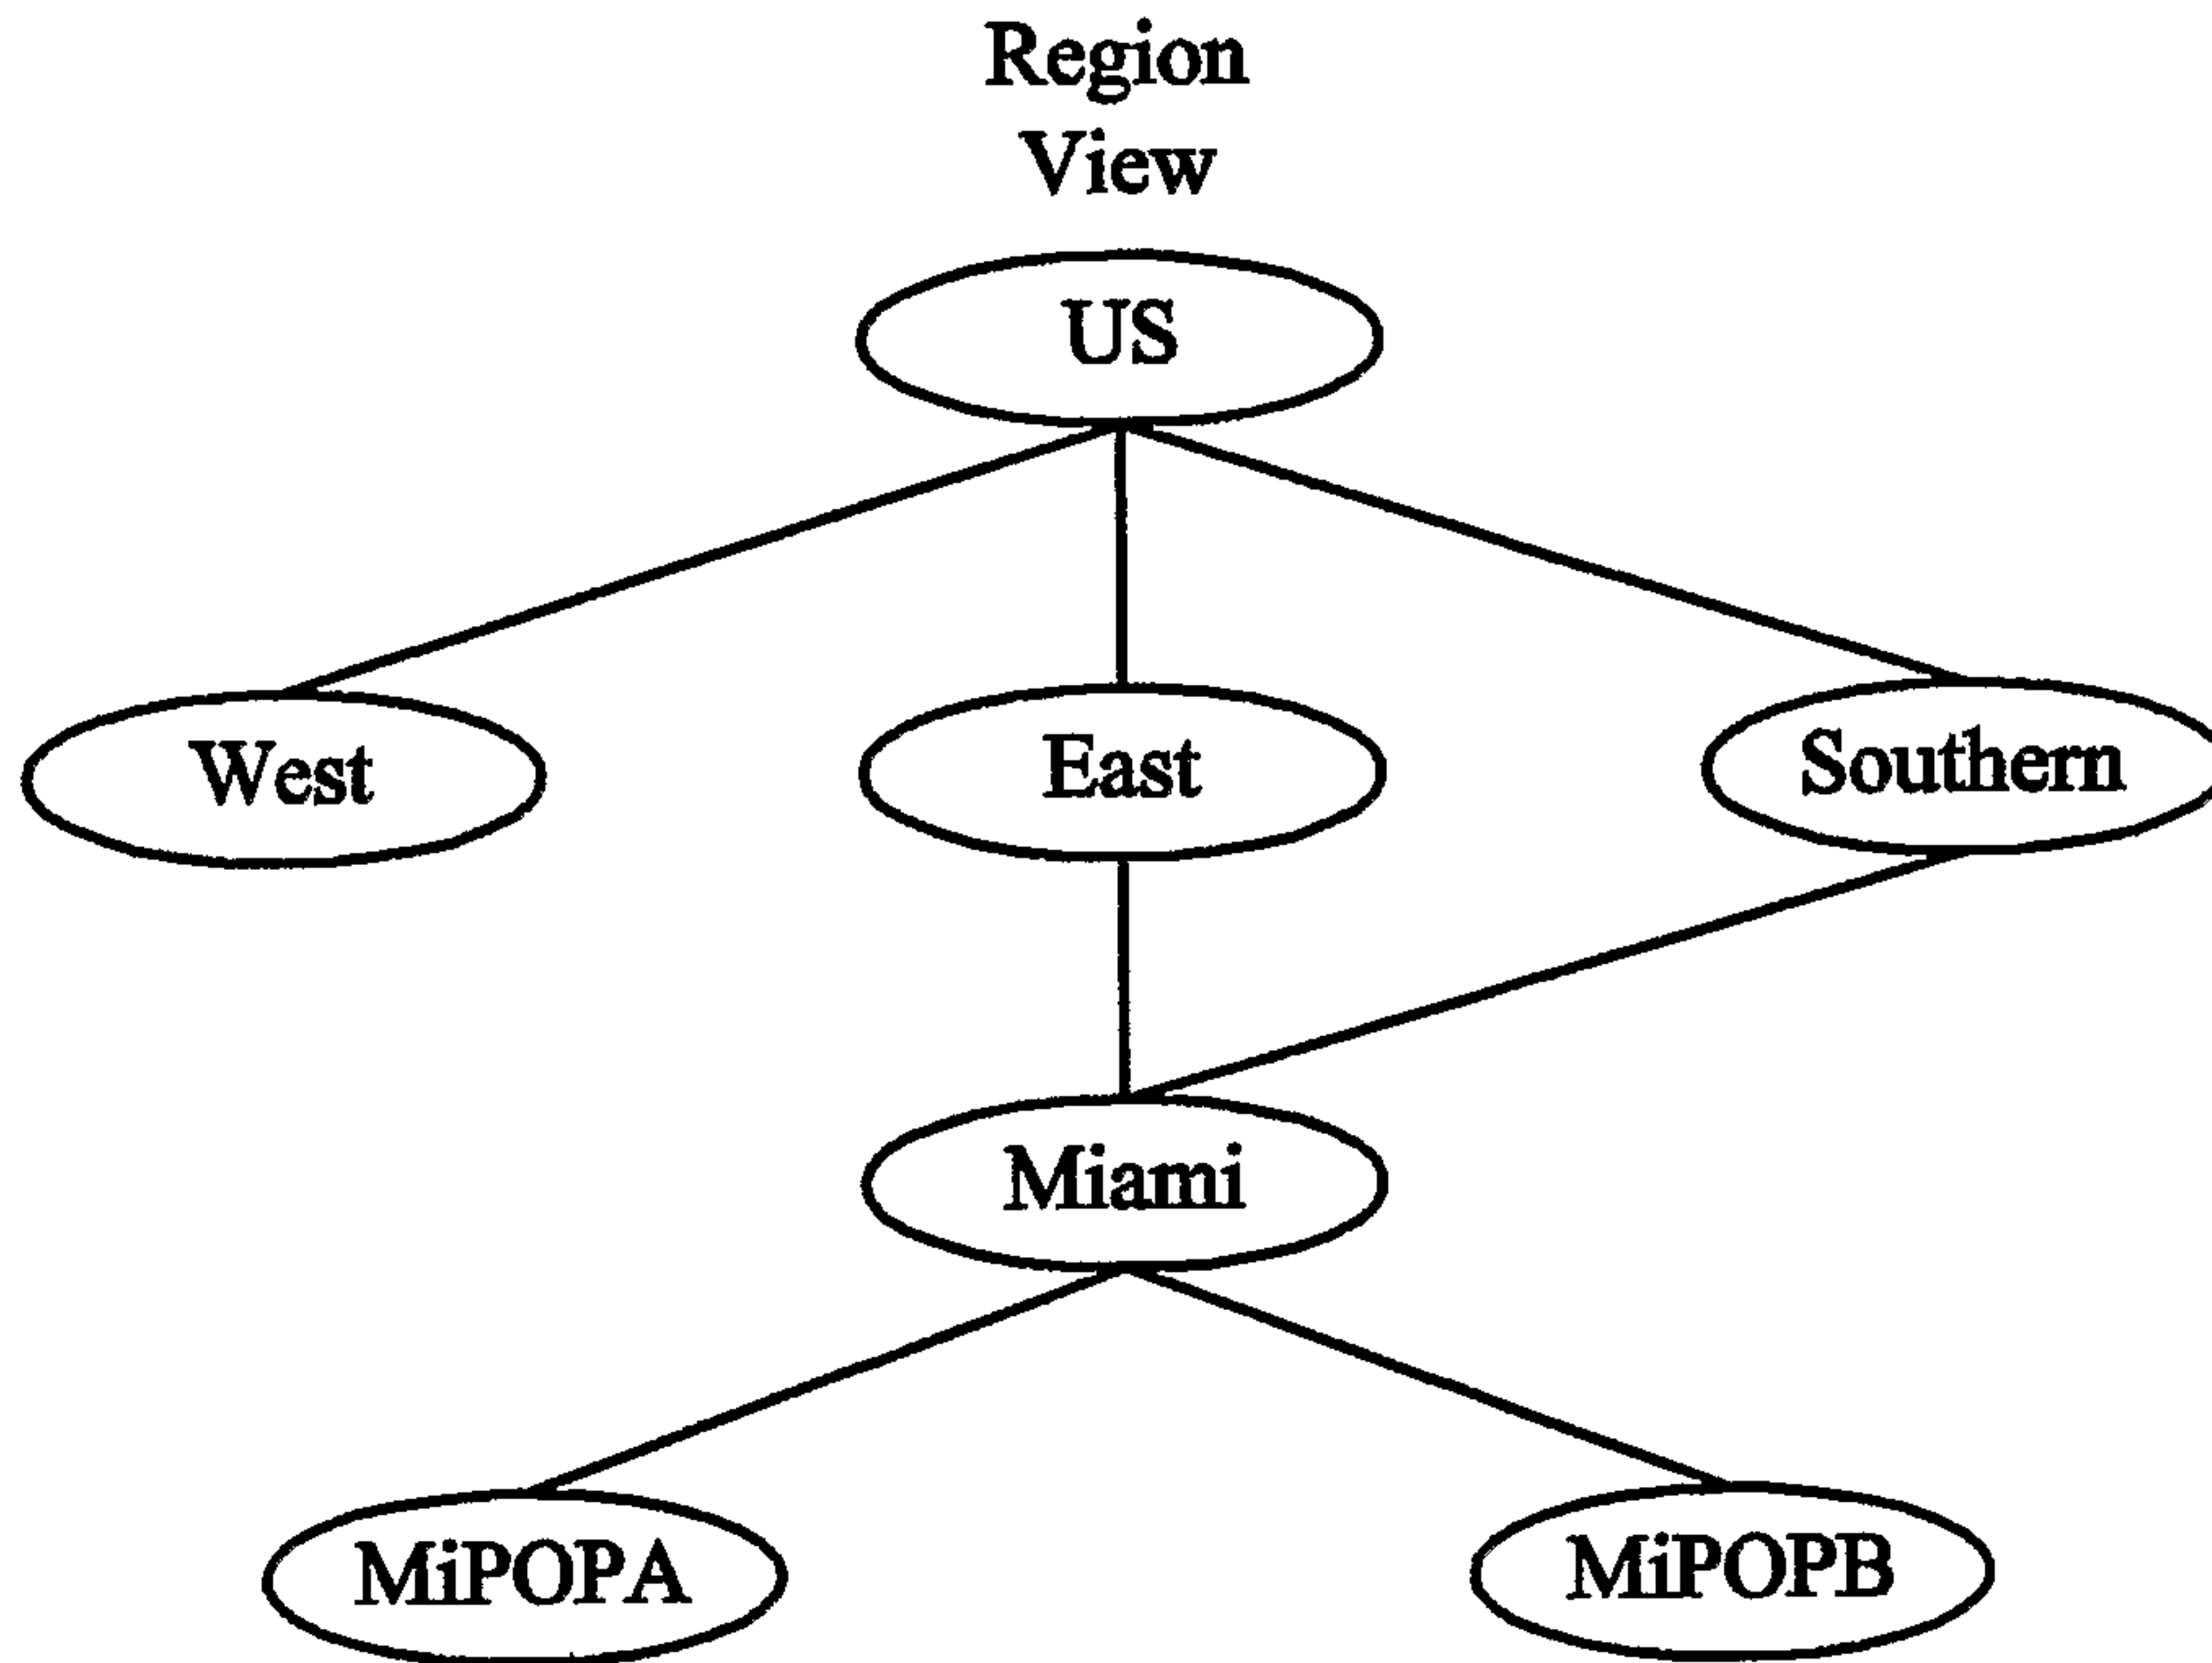 Region
View
US
West
East
Southern
Miami
MiPOPA
MiPOPB